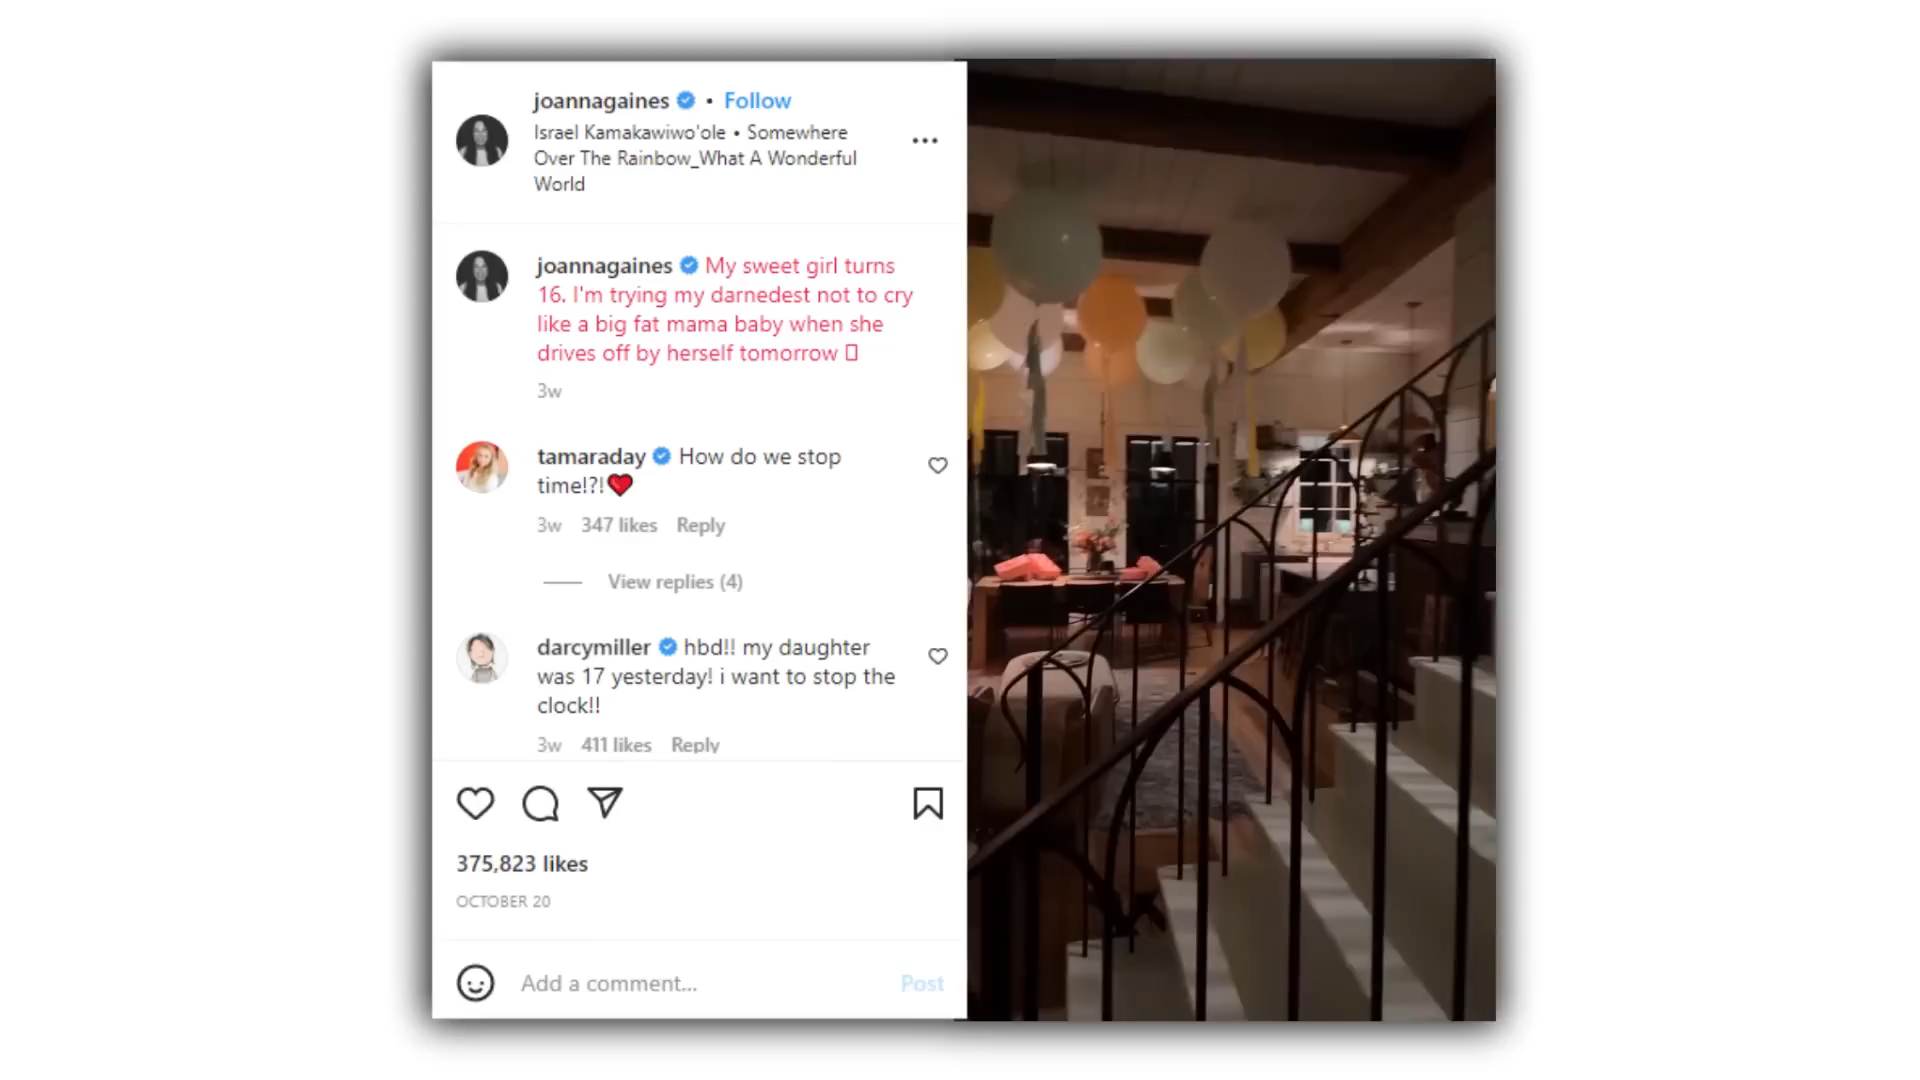 joannagaines • Follow
Israel Kamakawiwo'ole • Somewhere
Over The Rainbow_What A Wonderful
World
joannagaines My sweet girl turns
16. I'm trying my darnedest not to cry
like a big fat mama baby when she
drives off by herself tomorrow
3w
tamaraday How do we stop
time!?!❤️
3w 347 likes Reply
View replies (4)
darcymiller hbd!! my daughter
was 17 yesterday! i want to stop the
clock!!
3w 411 likes Reply
375,823 likes
OCTOBER 20
Add a comment... Post